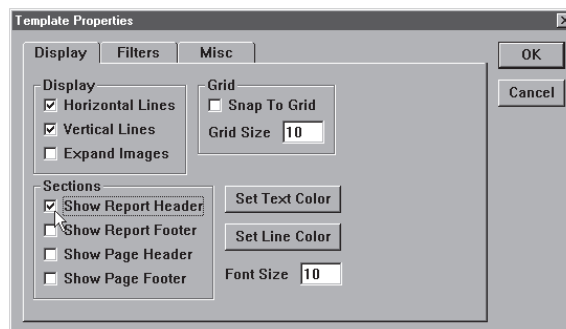 Template Properties
Display Filters Misc
OK
Cancel
Display
Horizontal Lines
Vertical Lines
Expand Images
Grid
Snap To Grid
Grid Size 10
Sections
Show Report Header
Show Report Footer
Show Page Header
Show Page Footer
Set Text Color
Set Line Color
Font Size 10